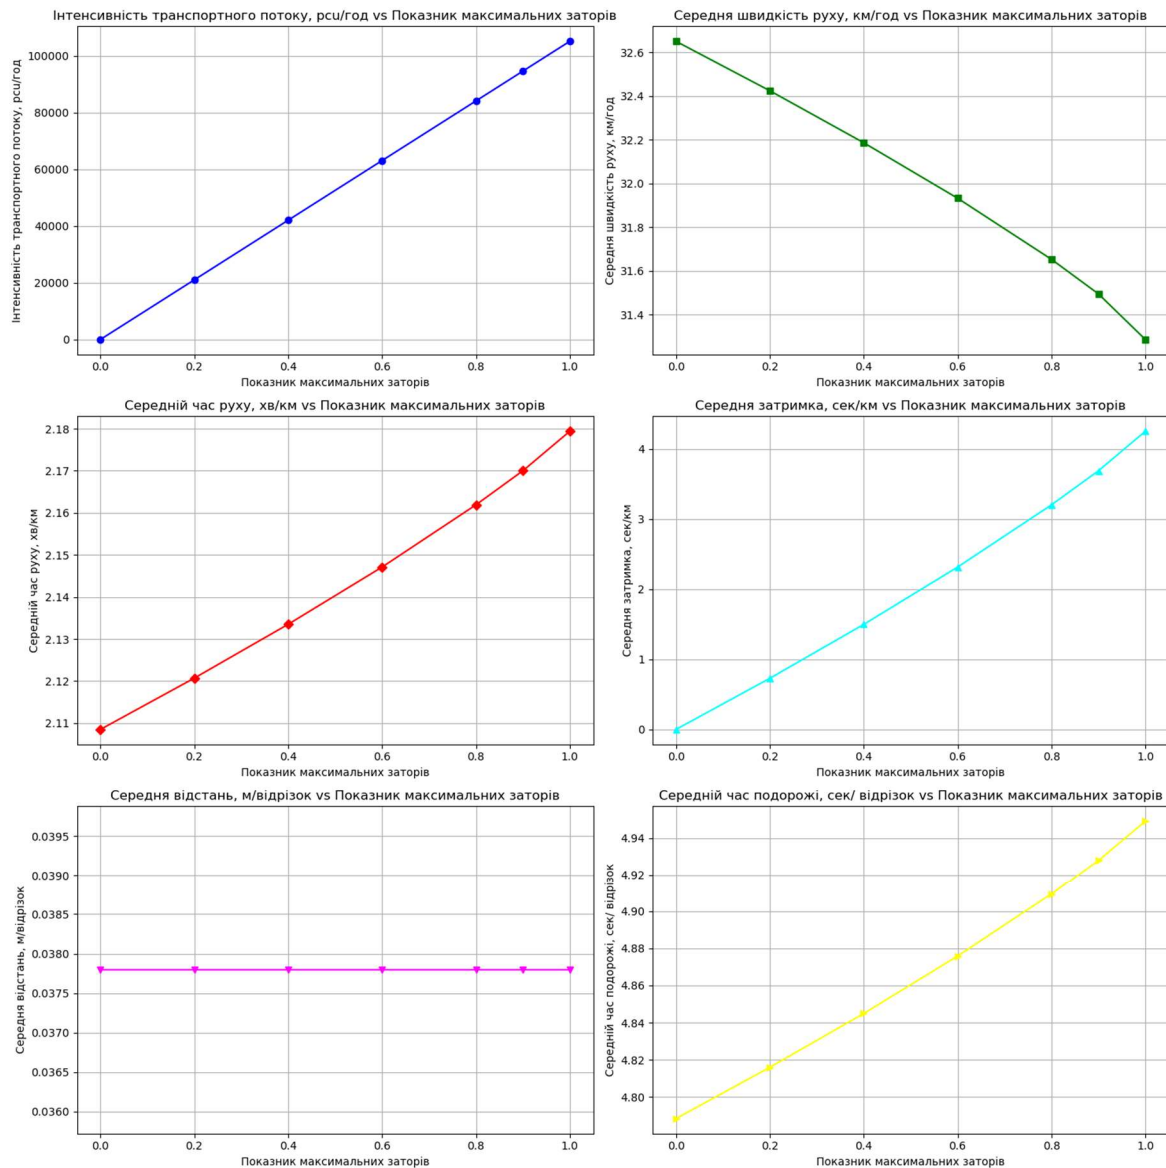 Інтенсивність транспортного потоку, pcu/год vs Показник максимальних заторів
Інтенсивність транспортного потоку, pcu/год
100000
80000
60000
40000
20000
0
0.0 0.2 0.4 0.6 0.8 1.0
Показник максимальних заторів
Середня швидкість руху, км/год vs Показник максимальних заторів
Середня швидкість руху, км/год
32.6
32.4
32.2
32.0
31.8
31.6
31.4
0.0 0.2 0.4 0.6 0.8 1.0
Показник максимальних заторів
Середній час руху, хв/км vs Показник максимальних заторів
Середній час руху, хв/км
2.18
2.17
2.16
2.15
2.14
2.13
2.12
2.11
0.0 0.2 0.4 0.6 0.8 1.0
Показник максимальних заторів
Середня затримка, сек/км vs Показник максимальних заторів
Середня затримка, сек/км
4
3
2
1
0
0.0 0.2 0.4 0.6 0.8 1.0
Показник максимальних заторів
Середня відстань, м/відрізок vs Показник максимальних заторів
Середня відстань, м/відрізок
0.0395
0.0390
0.0385
0.0380
0.0375
0.0370
0.0365
0.0360
0.0 0.2 0.4 0.6 0.8 1.0
Показник максимальних заторів
Середній час подорожі, сек/ відрізок vs Показник максимальних заторів
Середній час подорожі, сек/ відрізок
4.94
4.92
4.90
4.88
4.86
4.84
4.82
4.80
0.0 0.2 0.4 0.6 0.8 1.0
Показник максимальних заторів